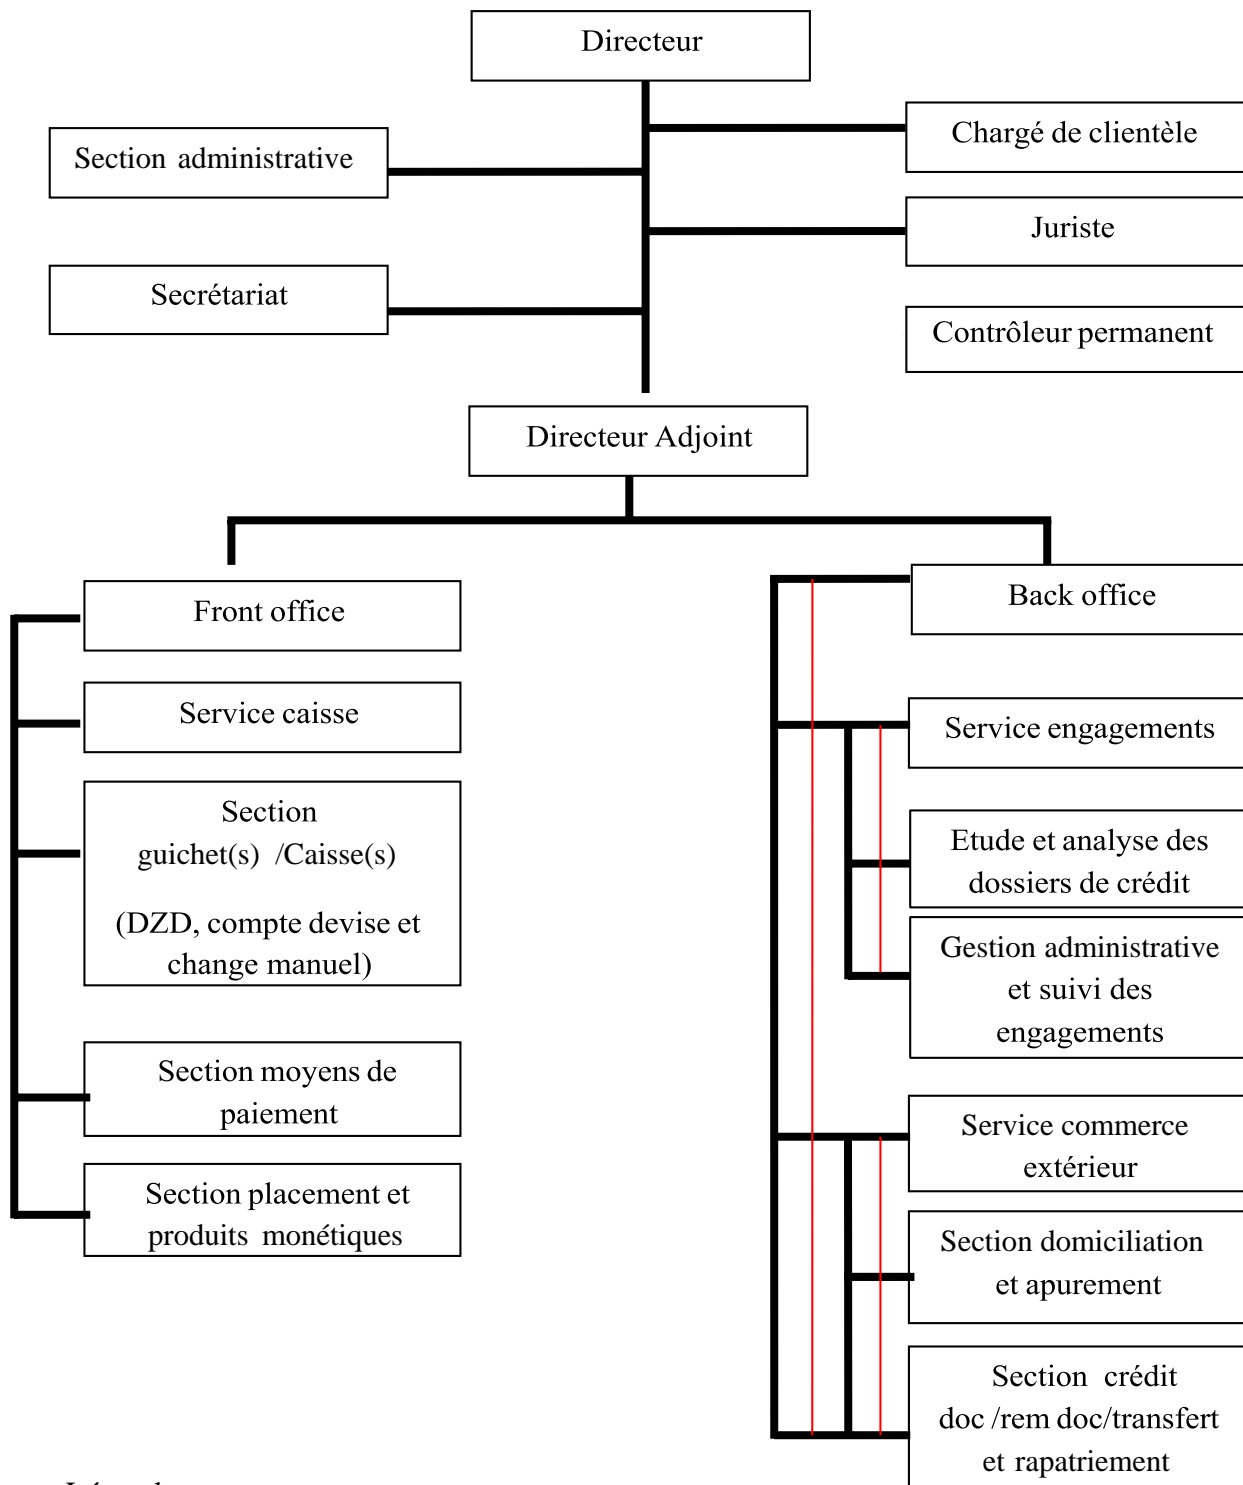 Directeur
Chargé de clientèle
Section administrative
Juriste
Secrétariat
Contrôleur permanent
Directeur Adjoint
Front office
Service caisse
Section
guichet(s) /Caisse(s)
(DZD, compte devise et
change manuel)
Section moyens de
paiement
Section placement et
produits monétiques
Back office
Service engagements
Etude et analyse des
dossiers de crédit
Gestion administrative
et suivi des
engagements
Service commerce
extérieur
Section domiciliation
et apurement
Section crédit
doc /rem doc/transfert
et rapatriement